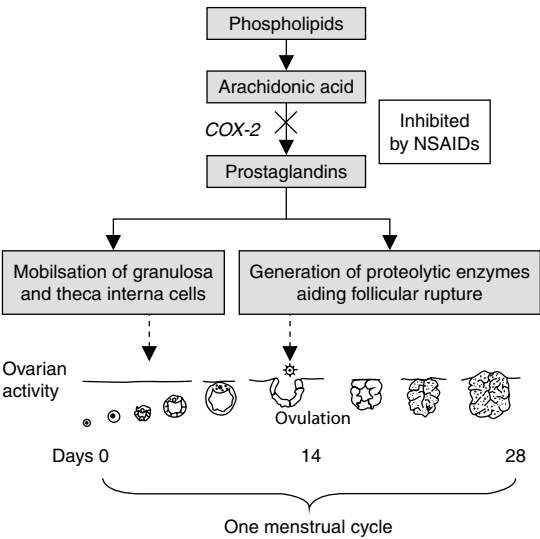 Phospholipids
Arachidonic acid
COX-2
Inhibited
by NSAIDs
Prostaglandins
Mobilsation of granulosa
and theca interna cells
Generation of proteolytic enzymes
aiding follicular rupture
Ovarian
activity
Ovulation
Days 0
14
28
One menstrual cycle